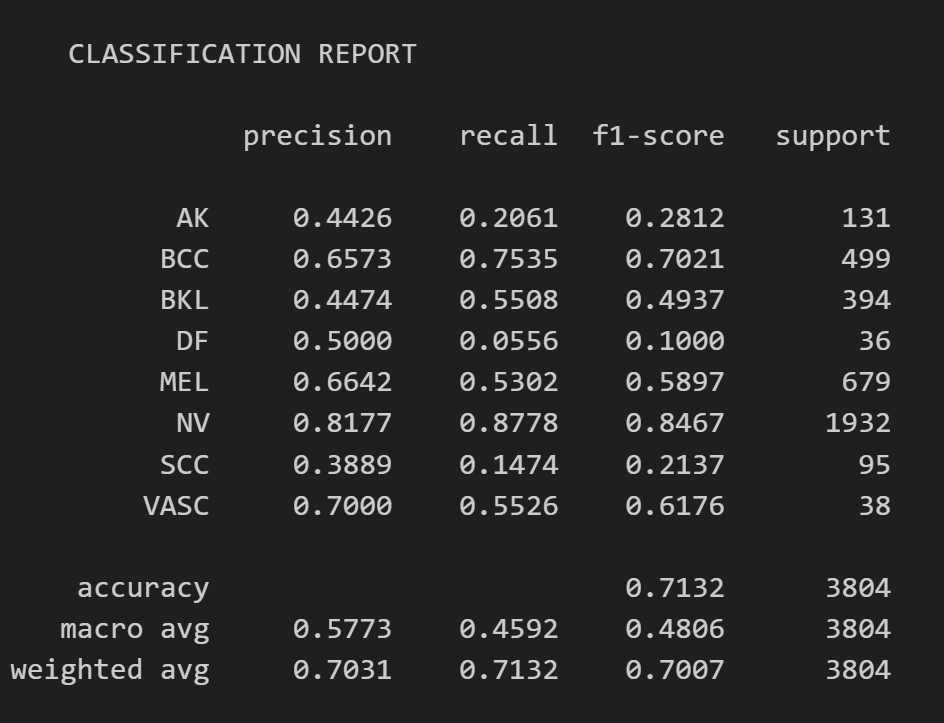 CLASSIFICATION REPORT
precision recall f1-score support
AK 0.4426 0.2061 0.2812 131
BCC 0.6573 0.7535 0.7021 499
BKL 0.4474 0.5508 0.4937 394
DF 0.5000 0.0556 0.1000 36
MEL 0.6642 0.5302 0.5897 679
NV 0.8177 0.8778 0.8467 1932
SCC 0.3889 0.1474 0.2137 95
VASC 0.7000 0.5526 0.6176 38
accuracy 0.7132 3804
macro avg 0.5773 0.4592 0.4806 3804
weighted avg 0.7031 0.7132 0.7007 3804